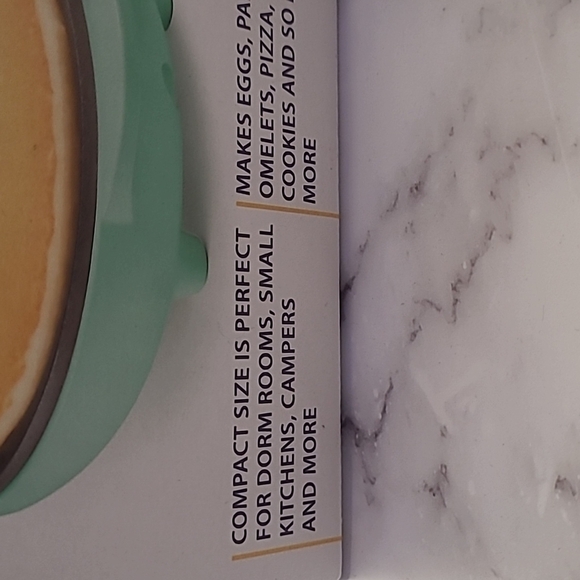 COMPACT SIZE IS PERFECT
FOR DORM ROOMS, SMALL
KITCHENS, CAMPERS
AND MORE
MAKES EGGS,
OMELETS, PIZZA,
COOKIES AND SO
MORE